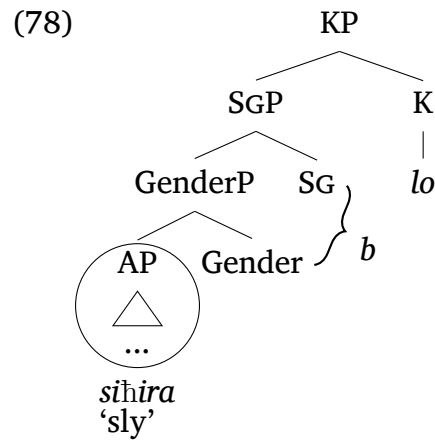 (78) KP
SGP K
GenderP SG lo
AP Gender b
...
siħira
‘sly’